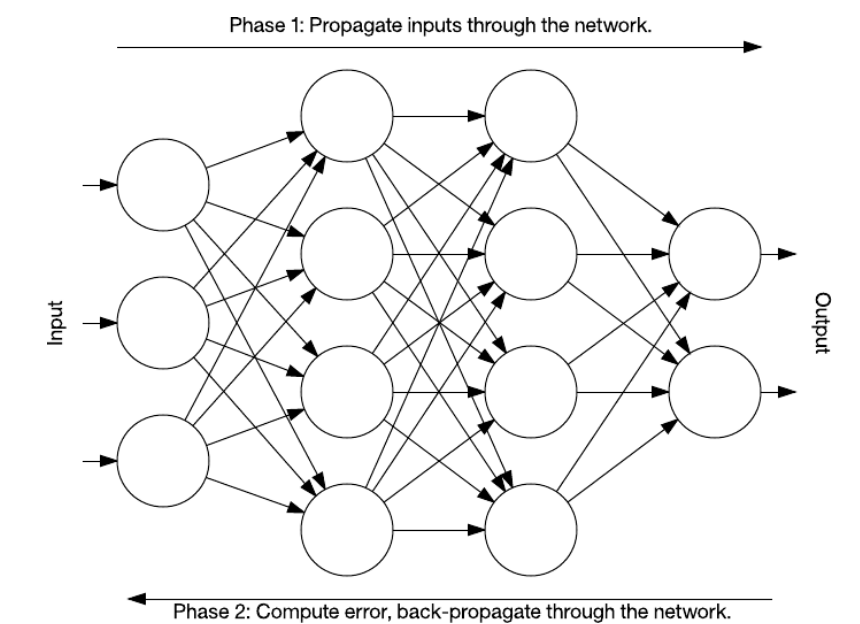 Phase 1: Propagate inputs through the network.
Input
Output
Phase 2: Compute error, back-propagate through the network.